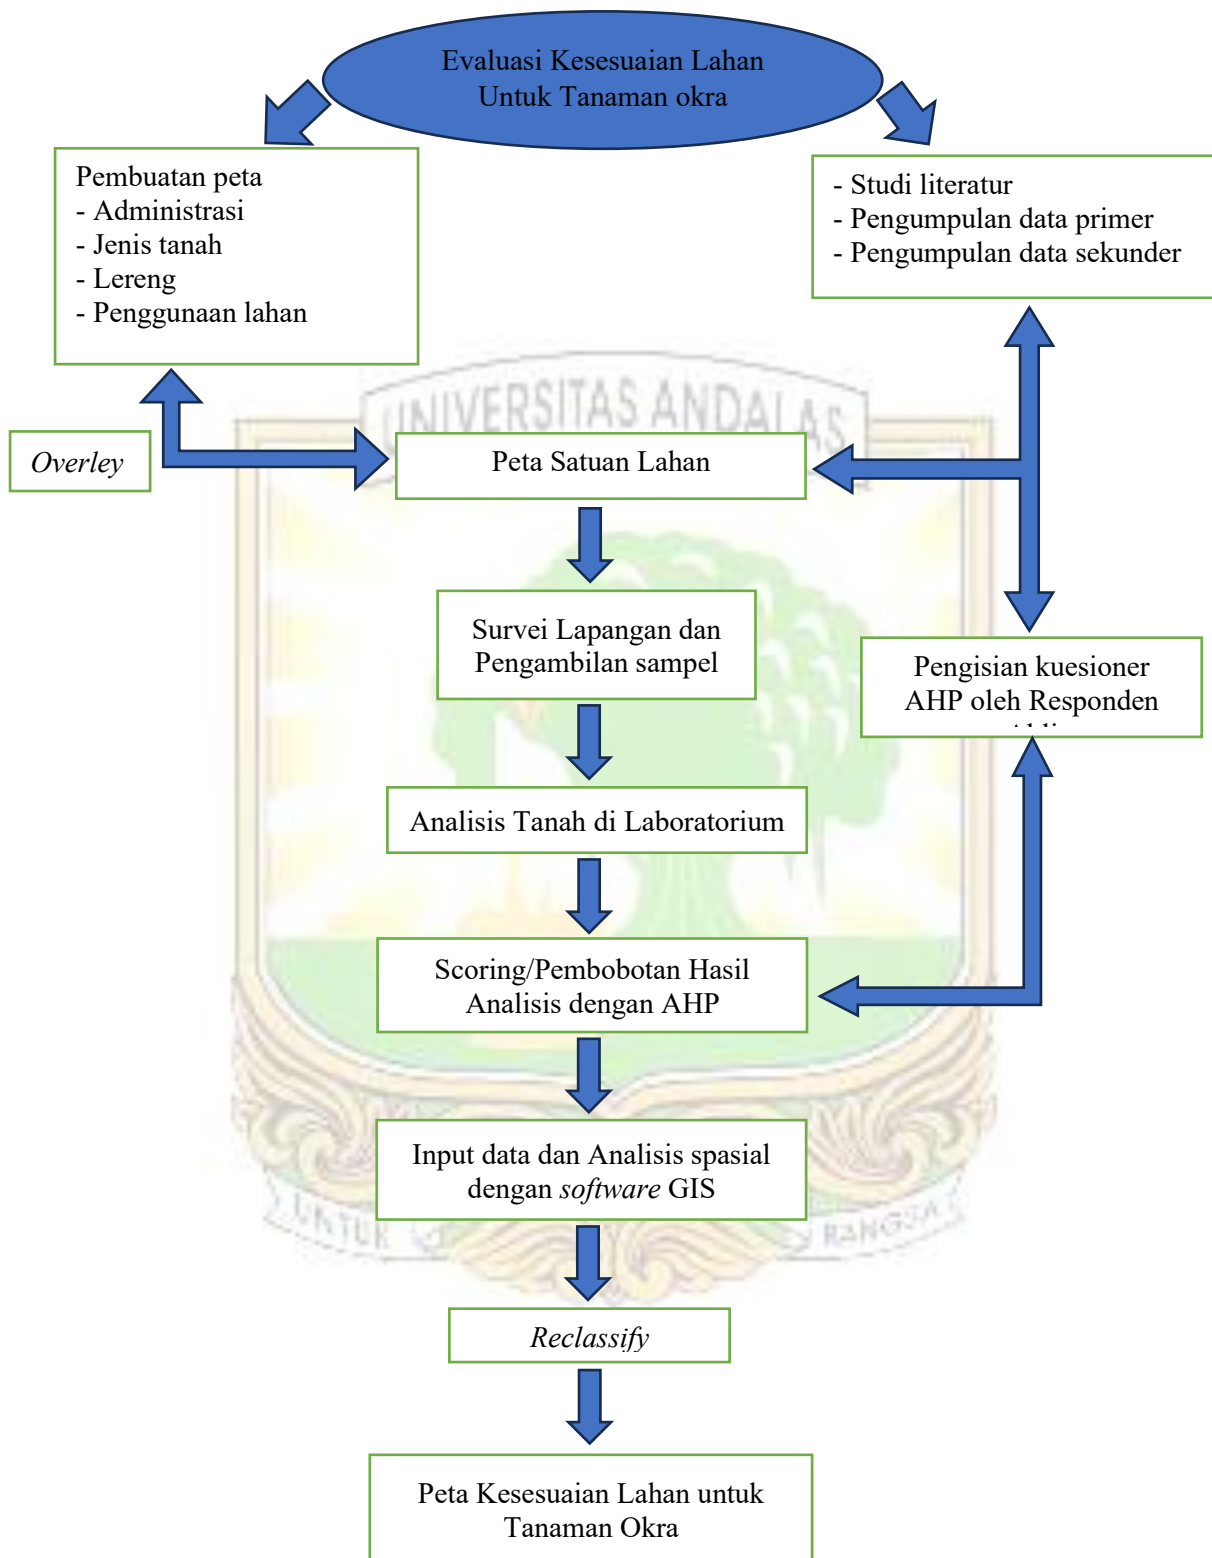 Evaluasi Kesesuaian Lahan
Untuk Tanaman okra
Pembuatan peta
- Administrasi
- Jenis tanah
- Lereng
- Penggunaan lahan
- Studi literatur
- Pengumpulan data primer
- Pengumpulan data sekunder
UNIVERSITAS ANDALAS
Overley
Peta Satuan Lahan
Survei Lapangan dan
Pengambilan sampel
Pengisian kuesioner
AHP oleh Responden
Analisis Tanah di Laboratorium
Scoring/Pembobotan Hasil
Analisis dengan AHP
Input data dan Analisis spasial
dengan software GIS
UNTUK
BANGSA
Reclassify
Peta Kesesuaian Lahan untuk
Tanaman Okra